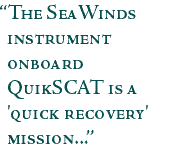 “The SeaWinds
instrument
onboard
QuikSCAT is a
'quick recovery'
mission...”